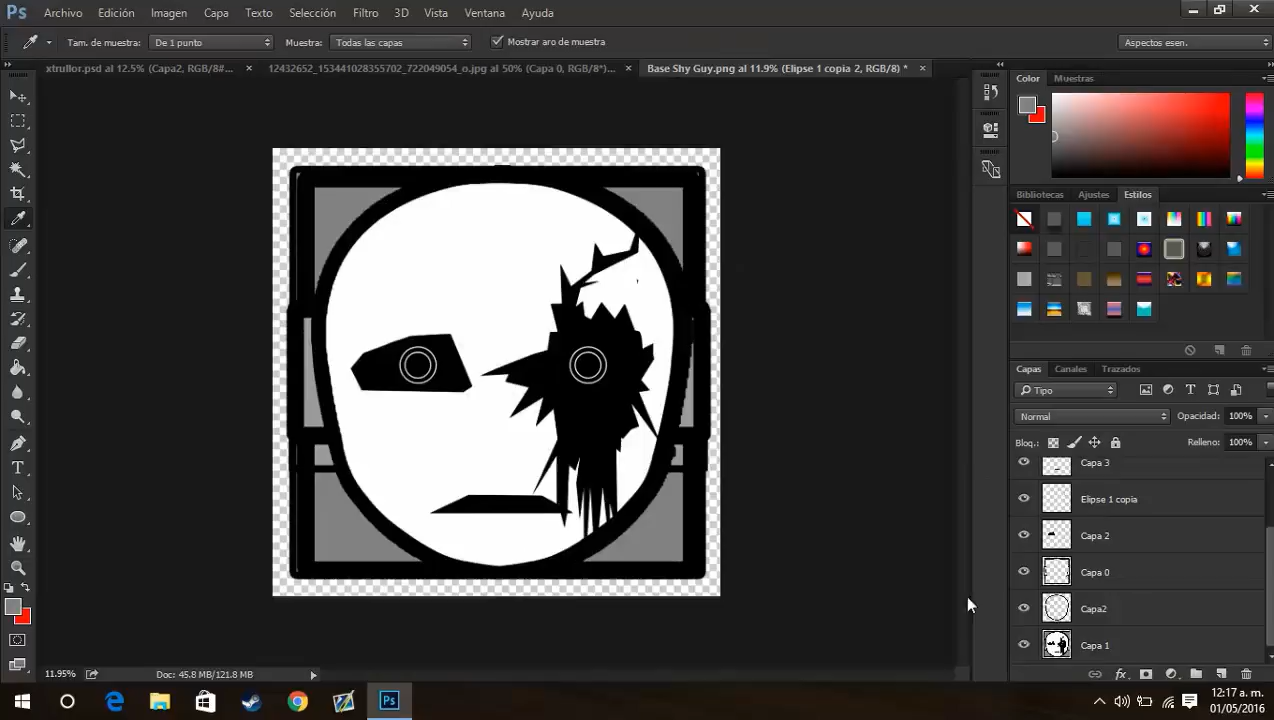 Ps Archivo Edición Imagen Capa Texto Selección Filtro 3D Vista Ventana Ayuda
Tam. de muestra: De 1 punto Muestra: Todas las capas Mostrar aro de muestra Aspectos esen.
xtrullor.psd al 12.5% (Capa2, RGB/8#... × 12432652_153441028355702_722049054_o.jpg al 50% (Capa 0, RGB/8*)... × Base Shy Guy.png al 11.9% (Elipse 1 copia 2, RGB/8) * ×
Color Muestras
Bibliotecas Ajustes Estilos
Capas Canales Trazados
Tipo
Normal Opacidad: 100%
Bloq.: Relleno: 100%
Capa 3
Elipse 1 copia
Capa 2
Capa 0
Capa2
Capa 1
11.95% Doc: 45.8 MB/121.8 MB
fx
Ps
12:17 a. m.
01/05/2016